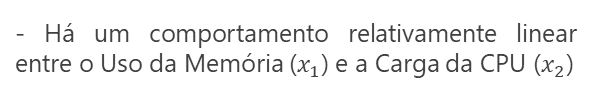 - Há um comportamento relativamente linear
entre o Uso da Memória (𝑥₁) e a Carga da CPU (𝑥₂)